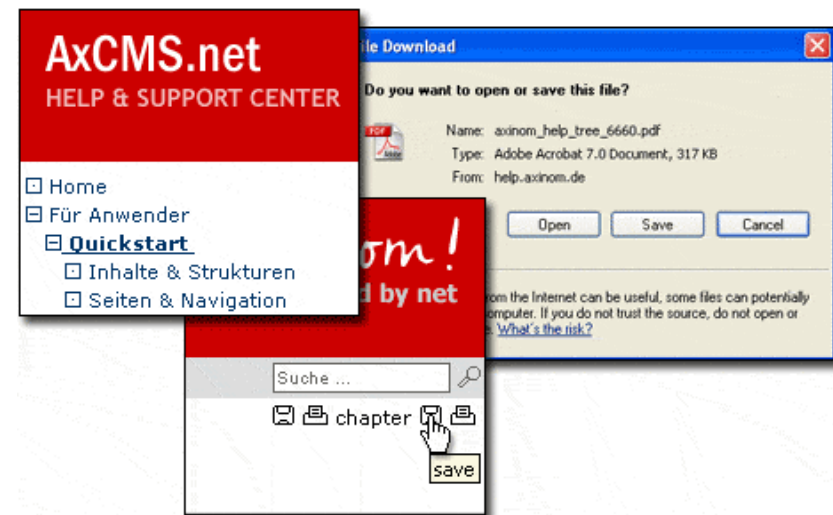 AxCMS.net
HELP & SUPPORT CENTER
Home
Für Anwender
Quickstart
Inhalte & Strukturen
Seiten & Navigation
ile Download
Do you want to open or save this file?
PDF
Adobe
Name: axinom_help_tree_6660.pdf
Type: Adobe Acrobat 7.0 Document, 317 KB
From: help.axinom.de
Open Save Cancel
om the Internet can be useful, some files can potentially
omputer. If you do not trust the source, do not open or
What's the risk?
om!
d by net
Suche ...
chapter
save